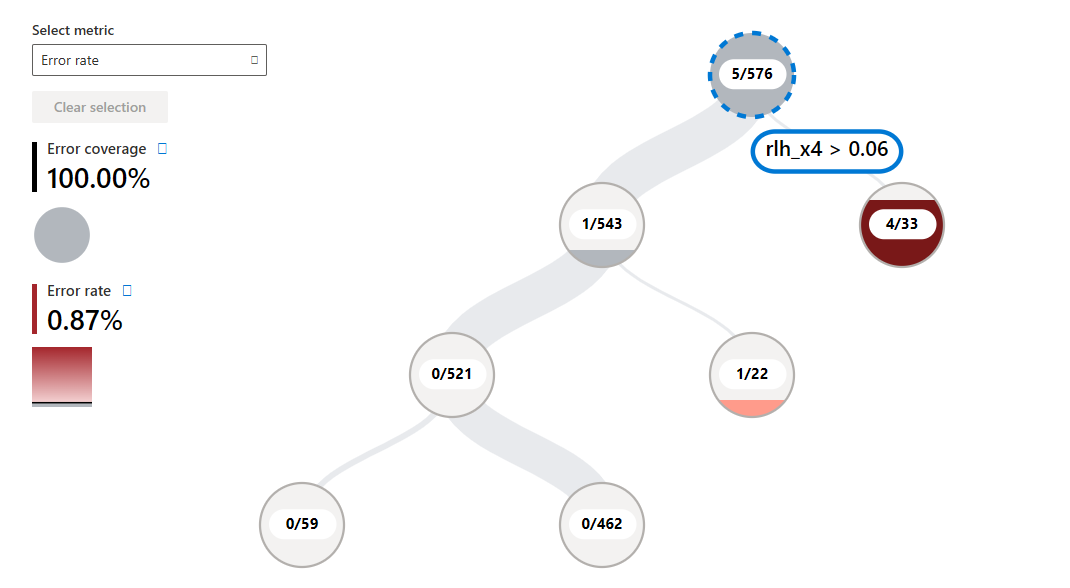 Select metric
Error rate
Clear selection
Error coverage
100.00%
Error rate
0.87%
5/576
rlh_x4 > 0.06
1/543
4/33
0/521
1/22
0/59
0/462